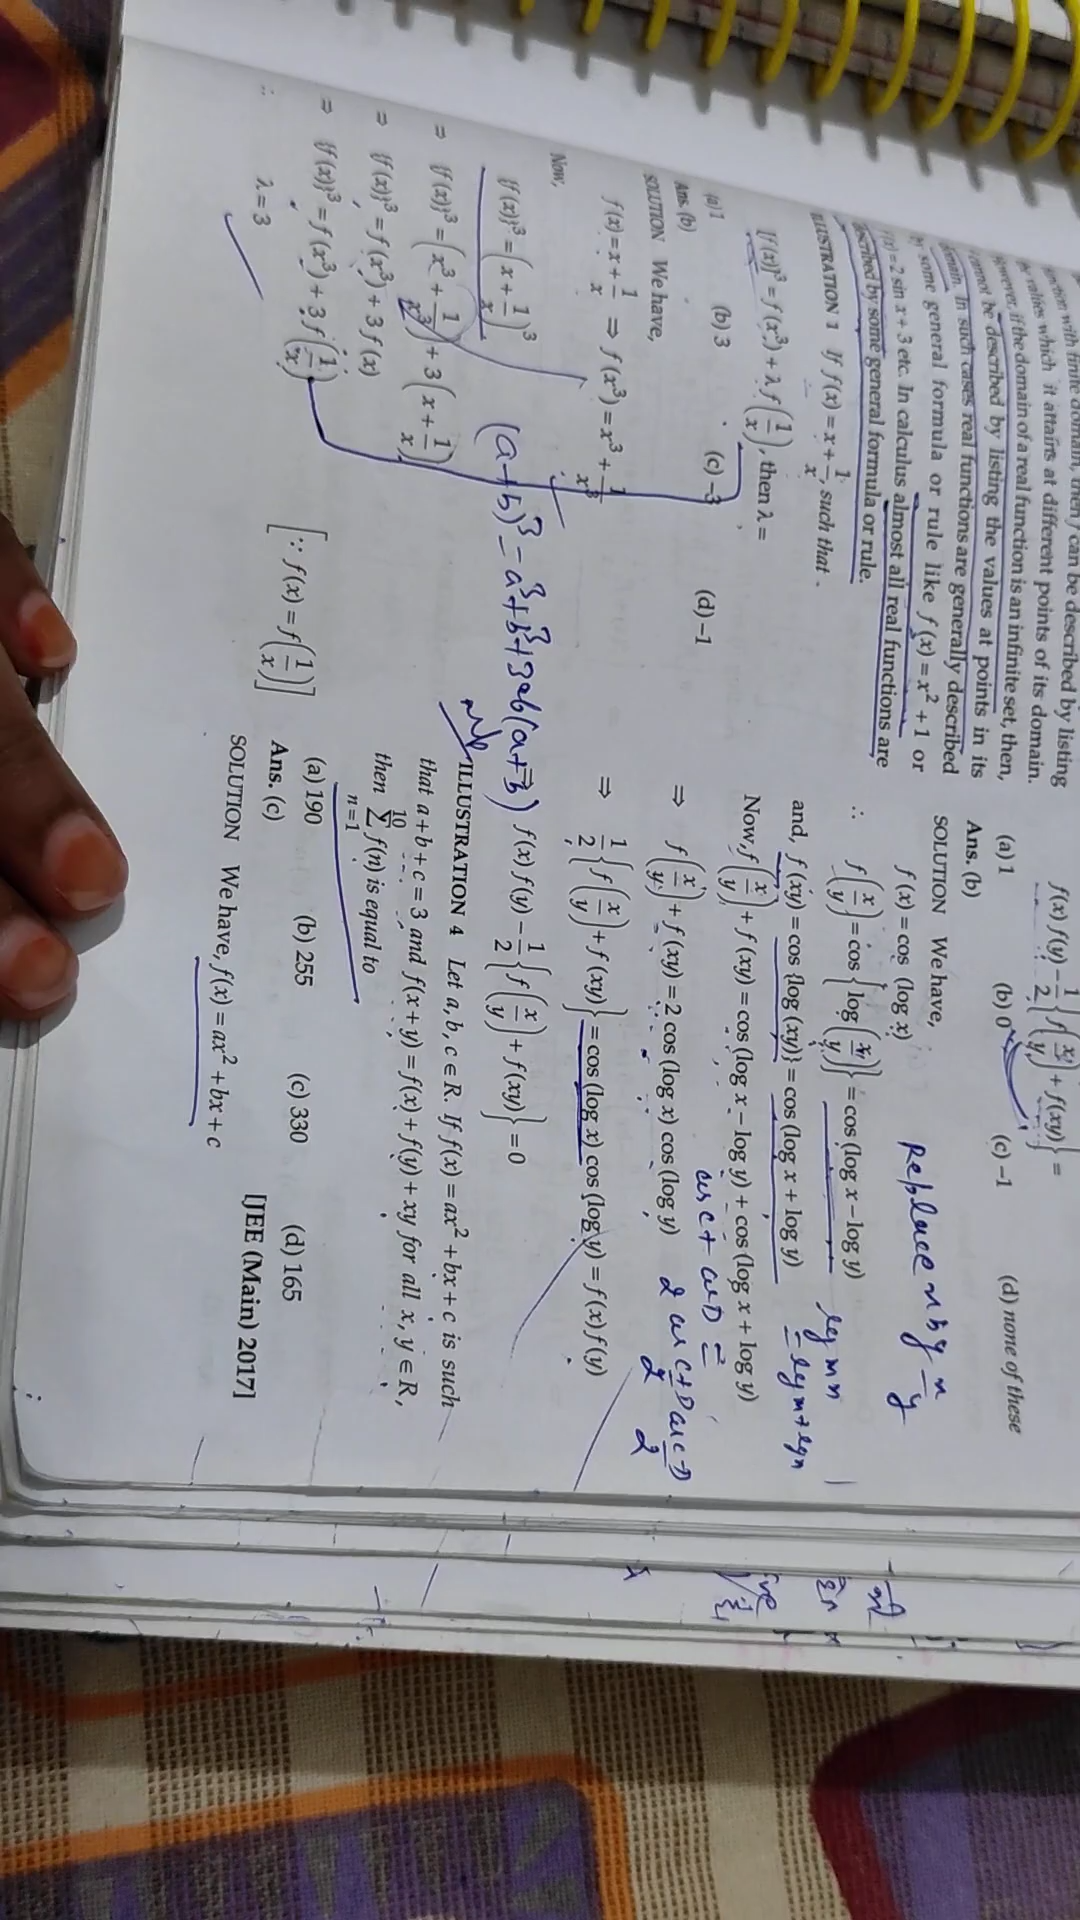 then f can be described by listing
values which it attains at different points of its domain.
However, if the domain of a real function is an infinite set, then,
cannot be described by listing the values at points in its
domain. In such cases real functions are generally described
by some general formula or rule like f(x) = x² + 1 or
f(x) = 2 sin x + 3 etc. In calculus almost all real functions are
described by some general formula or rule.
ILLUSTRATION 1 If f(x) = x + 1/x, such that
[f(x)]³ = f(x³) + λ f(1/x), then λ =
(a) 1 (b) 3 (c) –3 (d) –1
Ans. (b)
SOLUTION We have,
f(x) = x + 1/x ⇒ f(x³) = x³ + 1/x³
Now,
{f(x)}³ = (x + 1/x)³
⇒ {f(x)}³ = (x³ + 1/x³) + 3(x + 1/x)
⇒ {f(x)}³ = f(x³) + 3 f(x)
⇒ {f(x)}³ = f(x³) + 3 f(1/x) [∵ f(x) = f(1/x)]
∴ λ = 3
(a+b)³ = a³+b³+3ab(a+b)
f(x) f(y) – 1/2 {f(x/y) + f(xy)} =
(a) 1 (b) 0 (c) –1 (d) none of these
Ans. (b)
SOLUTION We have,
f(x) = cos (log x)
Replace x by x/y
∴ f(x/y) = cos {log (x/y)} = cos (log x – log y)
and, f(xy) = cos {log (xy)} = cos (log x + log y)
log mn
= log m + log n
Now, f(x/y) + f(xy) = cos (log x – log y) + cos (log x + log y)
⇒ f(x/y) + f(xy) = 2 cos (log x) cos (log y)
cos C + cos D =
2 cos C+D/2 cos C-D/2
⇒ 1/2 {f(x/y) + f(xy)} = cos (log x) cos (log y) = f(x) f(y)
f(x) f(y) – 1/2 {f(x/y) + f(xy)} = 0
ILLUSTRATION 4 Let a, b, c ∈ R. If f(x) = ax² + bx + c is such
that a + b + c = 3 and f(x + y) = f(x) + f(y) + xy for all x, y ∈ R,
then 10 ∑ n=1 f(n) is equal to
(a) 190 (b) 255 (c) 330 (d) 165
Ans. (c) [JEE (Main) 2017]
SOLUTION We have, f(x) = ax² + bx + c